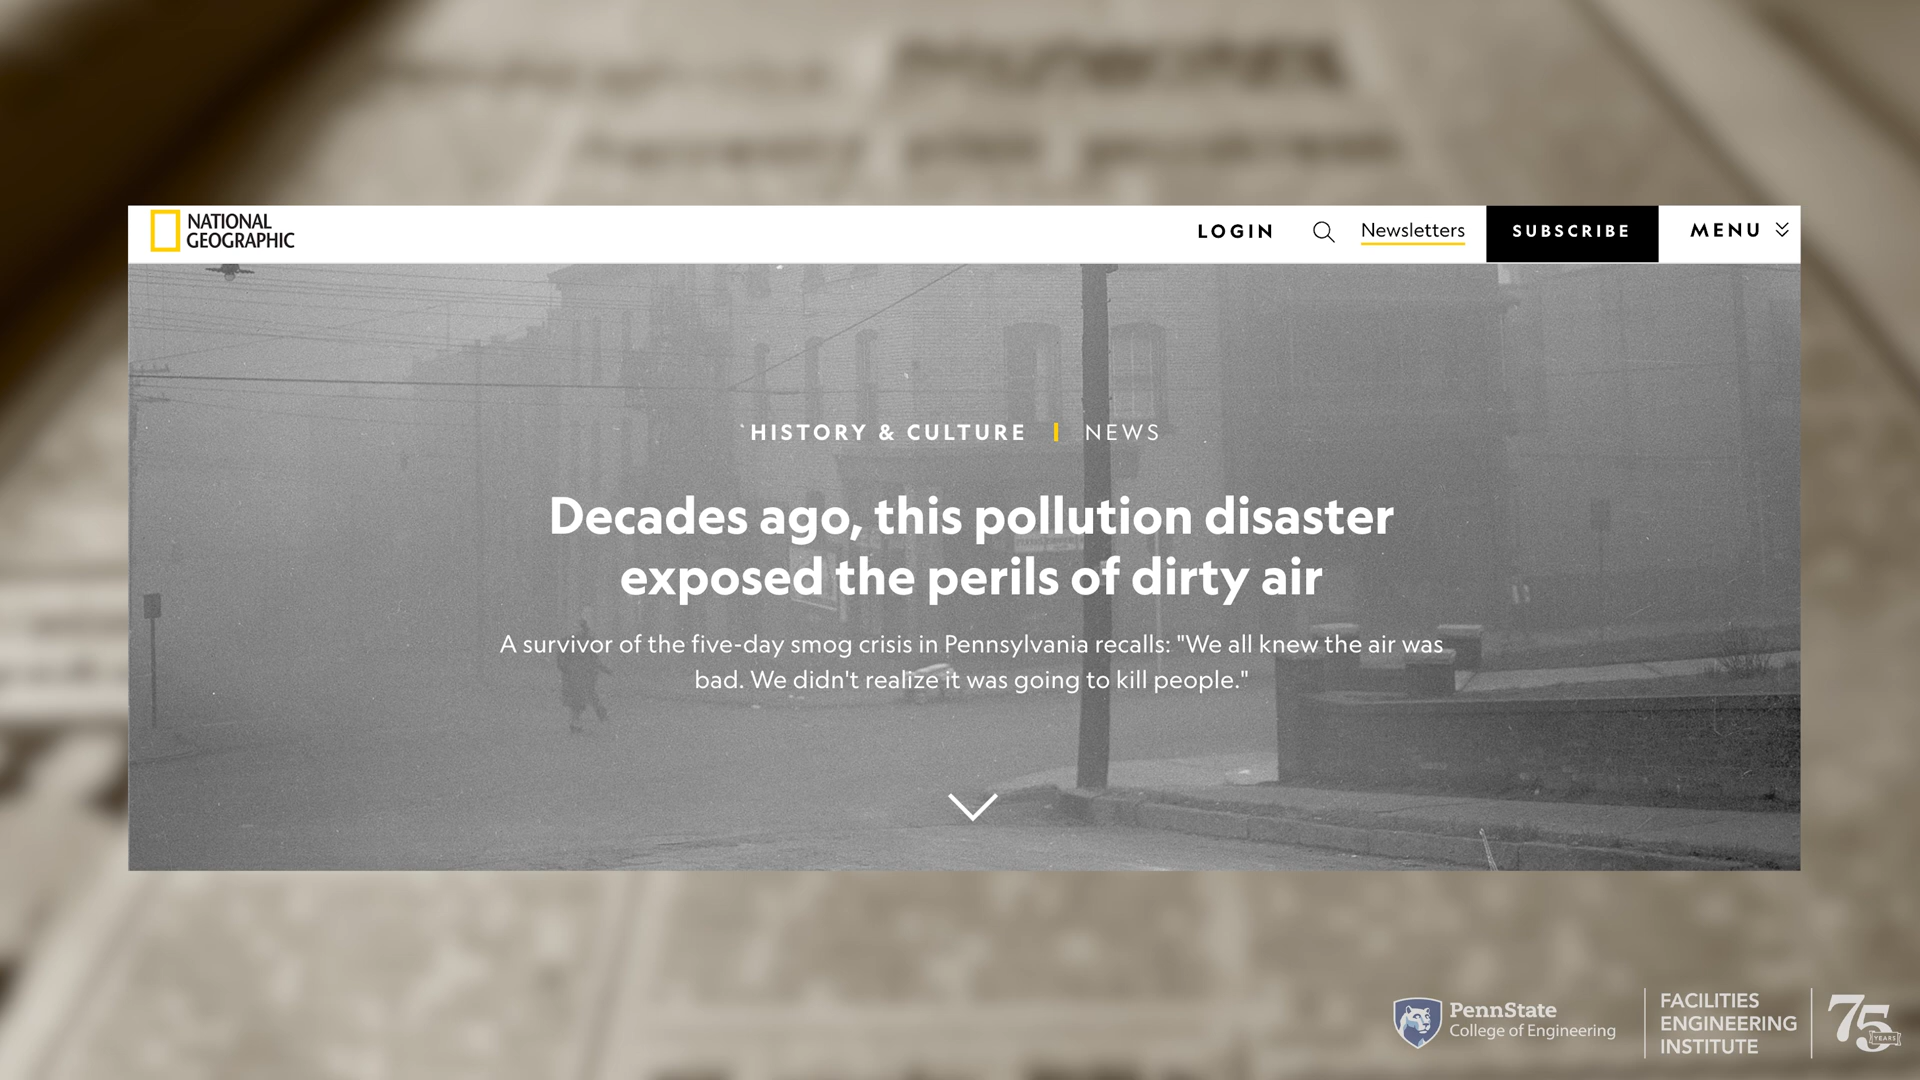 NATIONAL
GEOGRAPHIC
LOGIN
Newsletters
SUBSCRIBE
MENU
HISTORY & CULTURE | NEWS
Decades ago, this pollution disaster
exposed the perils of dirty air
A survivor of the five-day smog crisis in Pennsylvania recalls: "We all knew the air was
bad. We didn't realize it was going to kill people."
PennState
College of Engineering
FACILITIES
ENGINEERING
INSTITUTE
75
YEARS